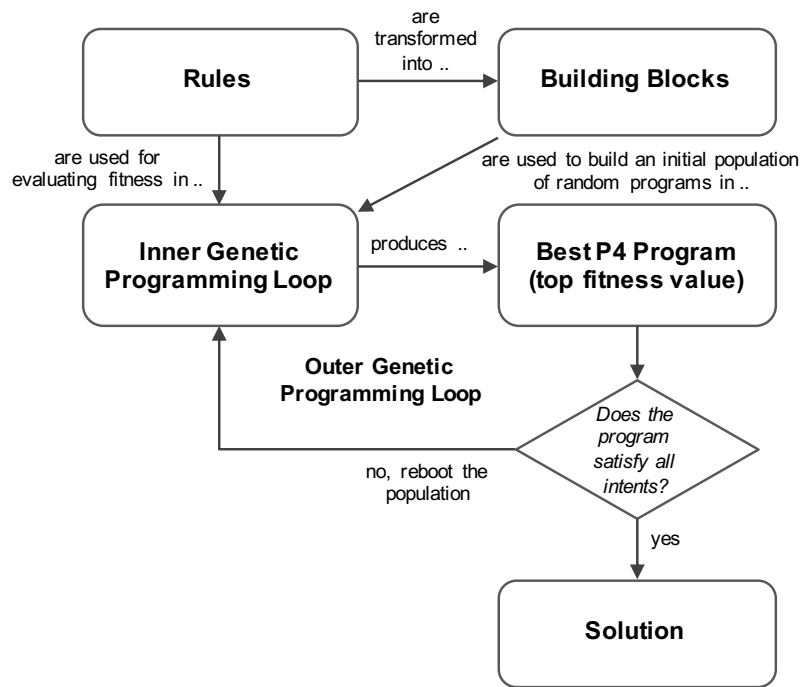 are
transformed
into ..
Rules
Building Blocks
are used for
evaluating fitness in ..
are used to build an initial population
of random programs in ..
Inner Genetic
Programming Loop
produces ..
Best P4 Program
(top fitness value)
Outer Genetic
Programming Loop
Does the
program
satisfy all
intents?
no, reboot the
population
yes
Solution